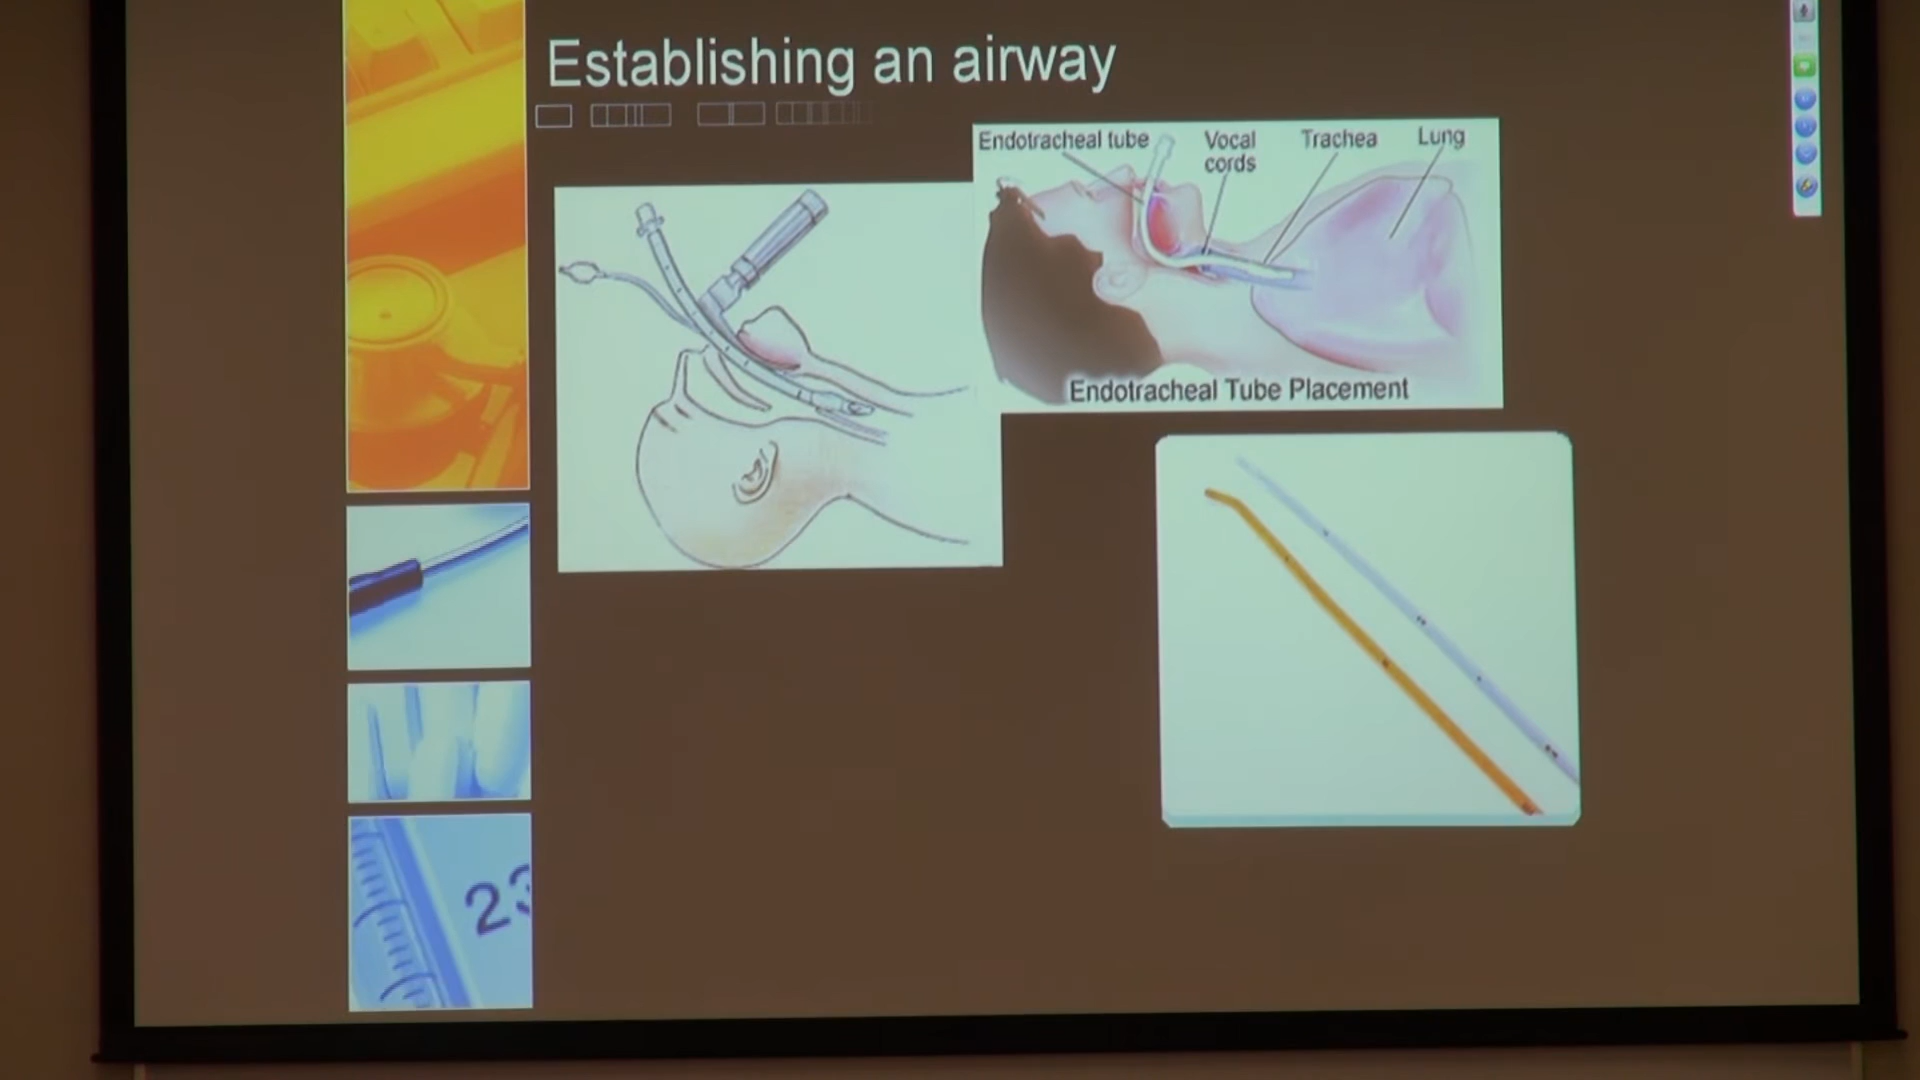 Establishing an airway
Endotracheal tube
Vocal
cords
Trachea
Lung
Endotracheal Tube Placement
23